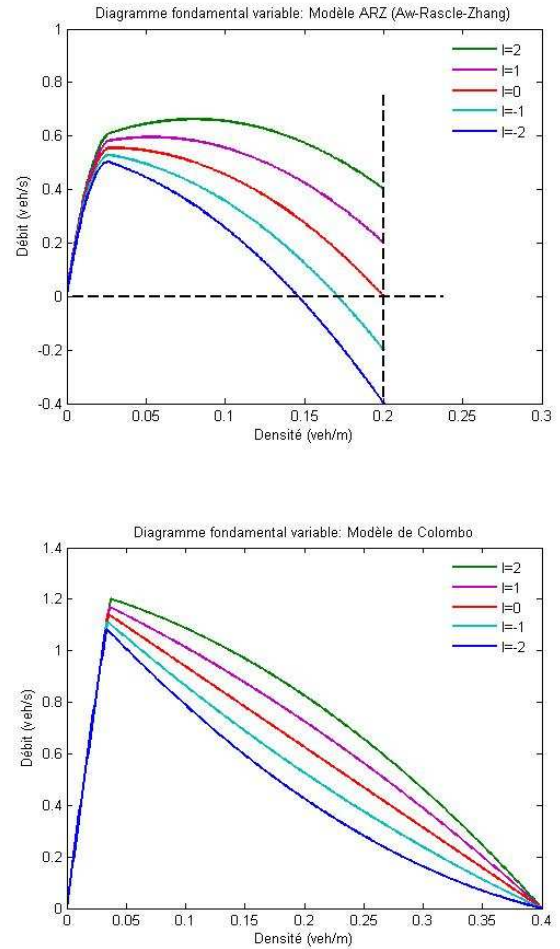 Diagramme fondamental variable: Modèle ARZ (Aw-Rascle-Zhang)
I=2
I=1
I=0
I=-1
I=-2
Débit (veh/s)
1
0.8
0.6
0.4
0.2
0
-0.2
-0.4
0 0.05 0.1 0.15 0.2 0.25 0.3
Densité (veh/m)
Diagramme fondamental variable: Modèle de Colombo
I=2
I=1
I=0
I=-1
I=-2
Débit (veh/s)
1.4
1.2
1
0.8
0.6
0.4
0.2
0
0 0.05 0.1 0.15 0.2 0.25 0.3 0.35 0.4
Densité (veh/m)